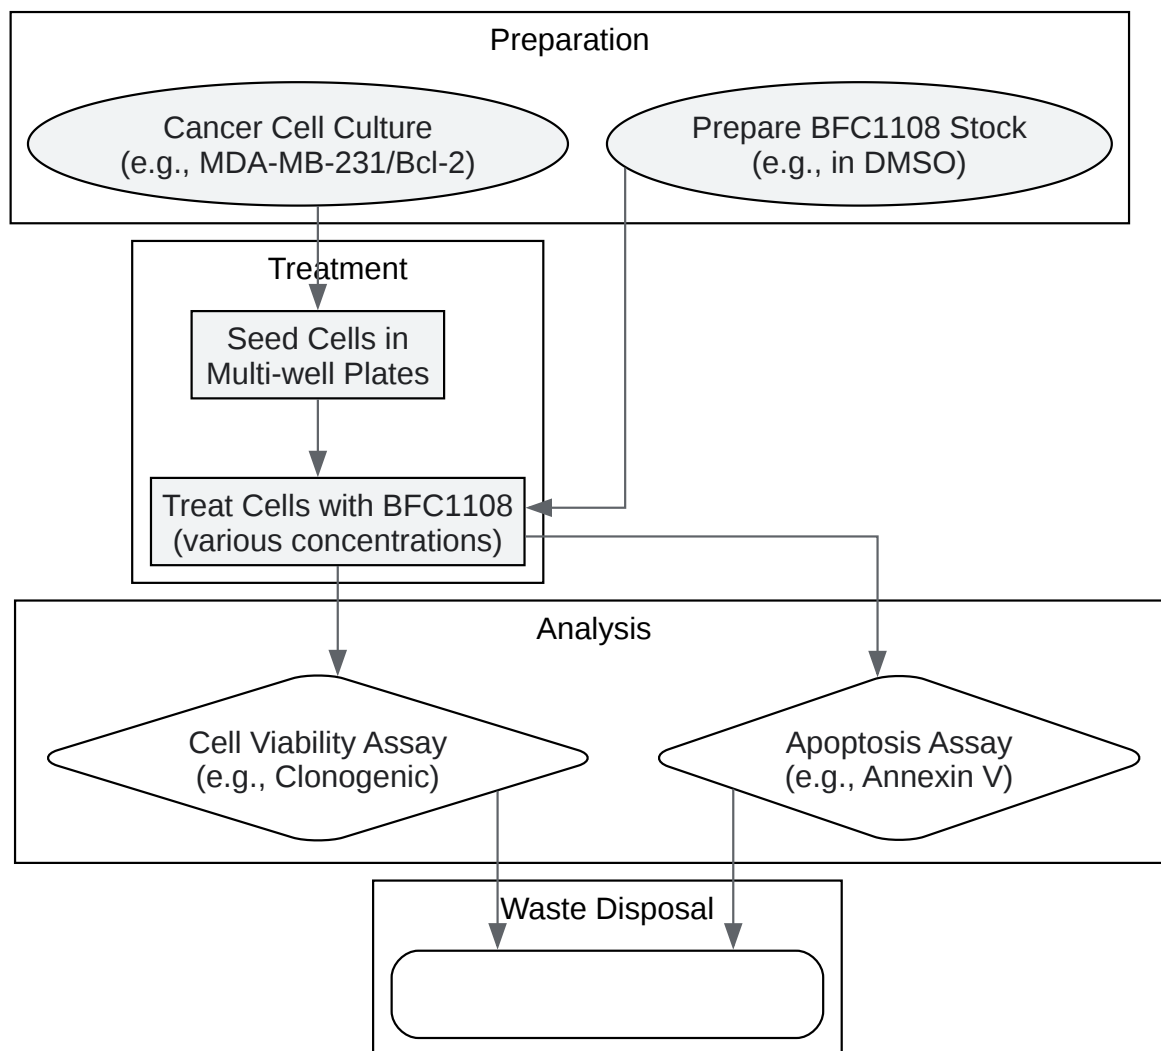 Preparation
Cancer Cell Culture
(e.g., MDA-MB-231/Bcl-2)
Prepare BFC1108 Stock
(e.g., in DMSO)
Treatment
Seed Cells in
Multi-well Plates
Treat Cells with BFC1108
(various concentrations)
Analysis
Cell Viability Assay
(e.g., Clonogenic)
Apoptosis Assay
(e.g., Annexin V)
Waste Disposal